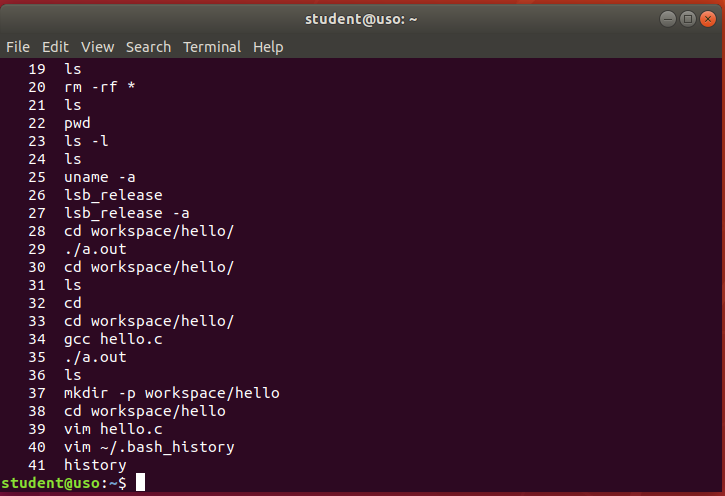 student@uso: ~
File Edit View Search Terminal Help
19 ls
20 rm -rf *
21 ls
22 pwd
23 ls -l
24 ls
25 uname -a
26 lsb_release
27 lsb_release -a
28 cd workspace/hello/
29 ./a.out
30 cd workspace/hello/
31 ls
32 cd
33 cd workspace/hello/
34 gcc hello.c
35 ./a.out
36 ls
37 mkdir -p workspace/hello
38 cd workspace/hello
39 vim hello.c
40 vim ~/.bash_history
41 history
student@uso:~$